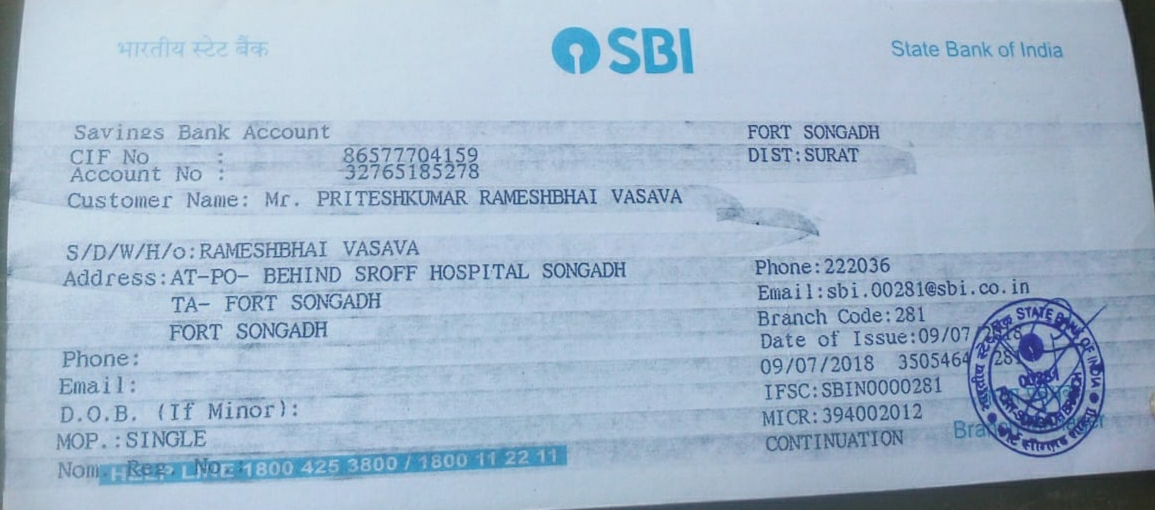 भारतीय स्टेट बैंक
SBI
State Bank of India
Savings Bank Account
CIF No : 86577704159
Account No : 32765185278
Customer Name: Mr. PRITESHKUMAR RAMESHBHAI VASAVA
S/D/W/H/o:RAMESHBHAI VASAVA
Address:AT-PO- BEHIND SROFF HOSPITAL SONGADH
TA- FORT SONGADH
FORT SONGADH
Phone:
Email:
D.O.B. (If Minor):
MOP.:SINGLE
Nom. Reg. No.:
HELP LINE 1800 425 3800 / 1800 11 22 11
FORT SONGADH
DIST:SURAT
Phone:222036
Email:sbi.00281@sbi.co.in
Branch Code:281
Date of Issue:09/07/2018
09/07/2018 3505464 281
IFSC:SBIN0000281
MICR:394002012
CONTINUATION
STATE BANK OF INDIA
00281
FORT-SONGADH BRANCH